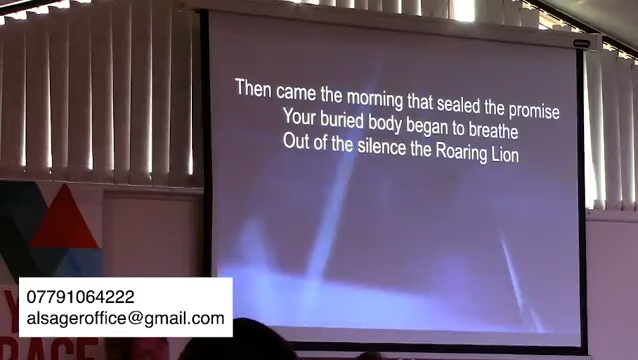 Then came the morning that sealed the promise
Your buried body began to breathe
Out of the silence the Roaring Lion
07791064222
alsageroffice@gmail.com